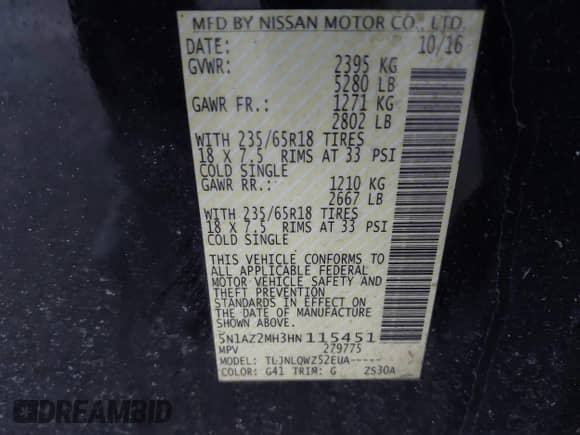 MFD BY NISSAN MOTOR CO., LTD.
DATE: 10/16
GVWR: 2395 KG
5280 LB
GAWR FR.: 1271 KG
2802 LB
WITH 235/65R18 TIRES
18 X 7.5 RIMS AT 33 PSI
COLD SINGLE
GAWR RR.: 1210 KG
2667 LB
WITH 235/65R18 TIRES
18 X 7.5 RIMS AT 33 PSI
COLD SINGLE
THIS VEHICLE CONFORMS TO
ALL APPLICABLE FEDERAL
MOTOR VEHICLE SAFETY AND
THEFT PREVENTION
STANDARDS IN EFFECT ON
THE DATE OF MANUFACTURE
SHOWN ABOVE.
5N1AZ2MH3HN115451
MPV 279775
MODEL: TLJNLQWZ52EUA-----
COLOR: G41 TRIM: G ZS30A
DREAMBID